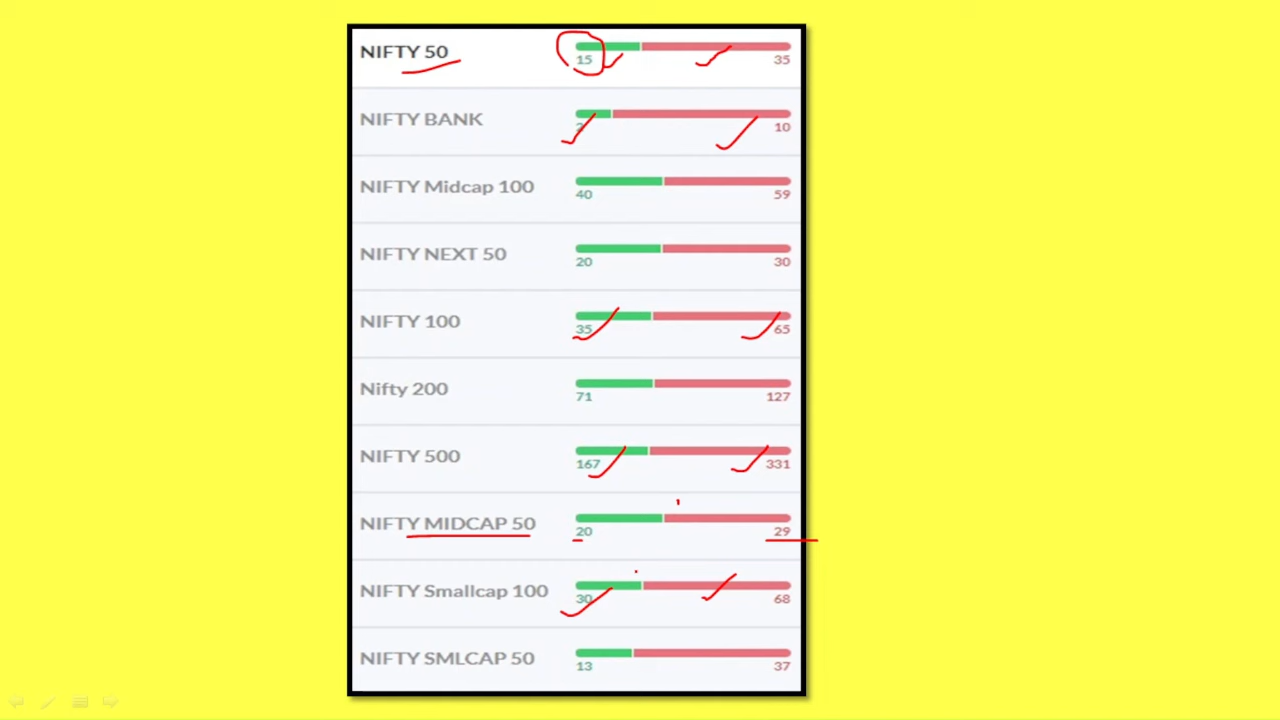 NIFTY 50
15 35
NIFTY BANK
2 10
NIFTY Midcap 100
40 59
NIFTY NEXT 50
20 30
NIFTY 100
35 65
Nifty 200
71 127
NIFTY 500
167 331
NIFTY MIDCAP 50
20 29
NIFTY Smallcap 100
30 68
NIFTY SMLCAP 50
13 37